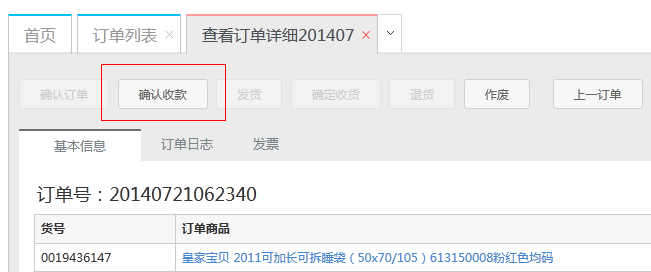 首页 订单列表 × 查看订单详细201407 ×
确认订单 确认收款 发货 确定收货 退货 作废 上一订单
基本信息 订单日志 发票
订单号：20140721062340
货号 订单商品
0019436147 皇家宝贝 2011可加长可拆睡袋（50x70/105）613150008粉红色均码